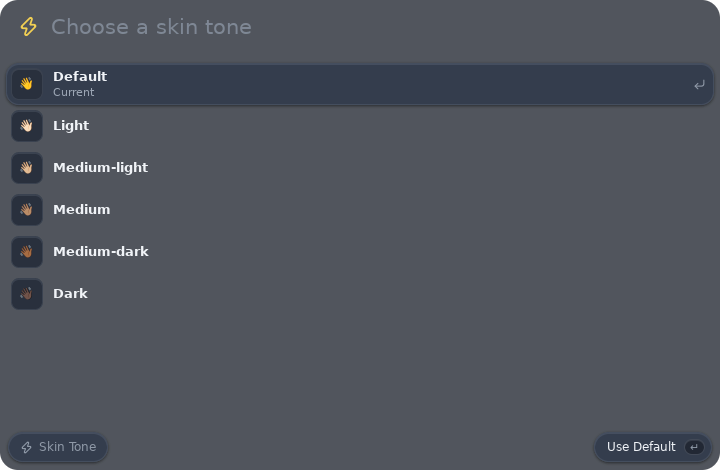 Choose a skin tone
Default
Current
Light
Medium-light
Medium
Medium-dark
Dark
Skin Tone
Use Default